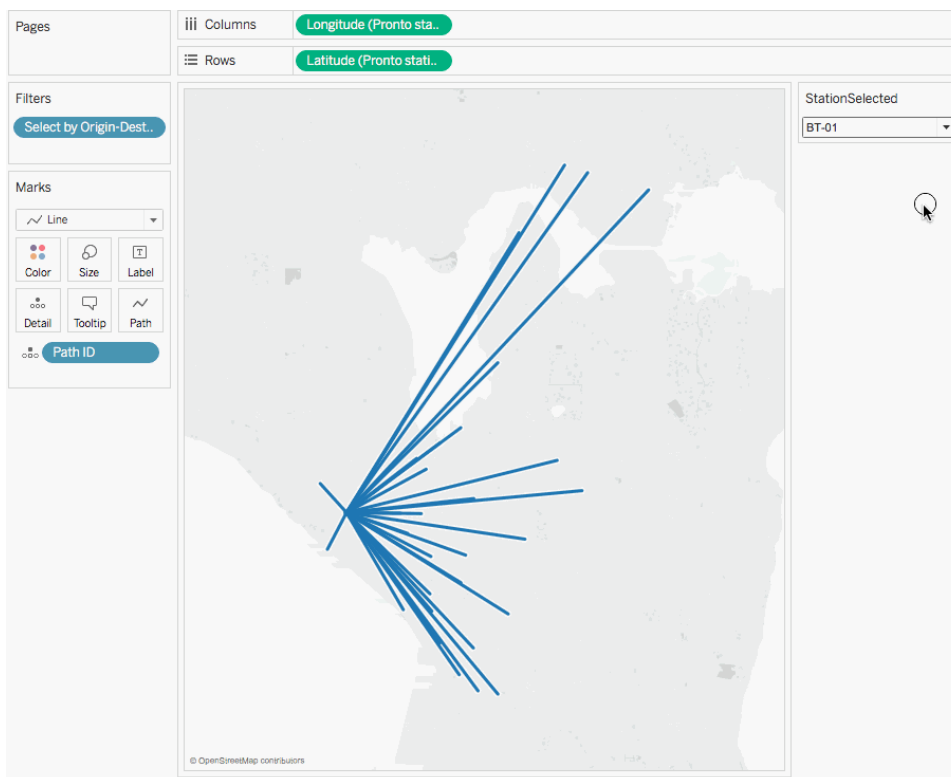 Pages
Columns
Longitude (Pronto sta..
Rows
Latitude (Pronto stati..
Filters
Select by Origin-Dest..
Marks
Line
Color
Size
Label
Detail
Tooltip
Path
Path ID
StationSelected
BT-01
© OpenStreetMap contributors